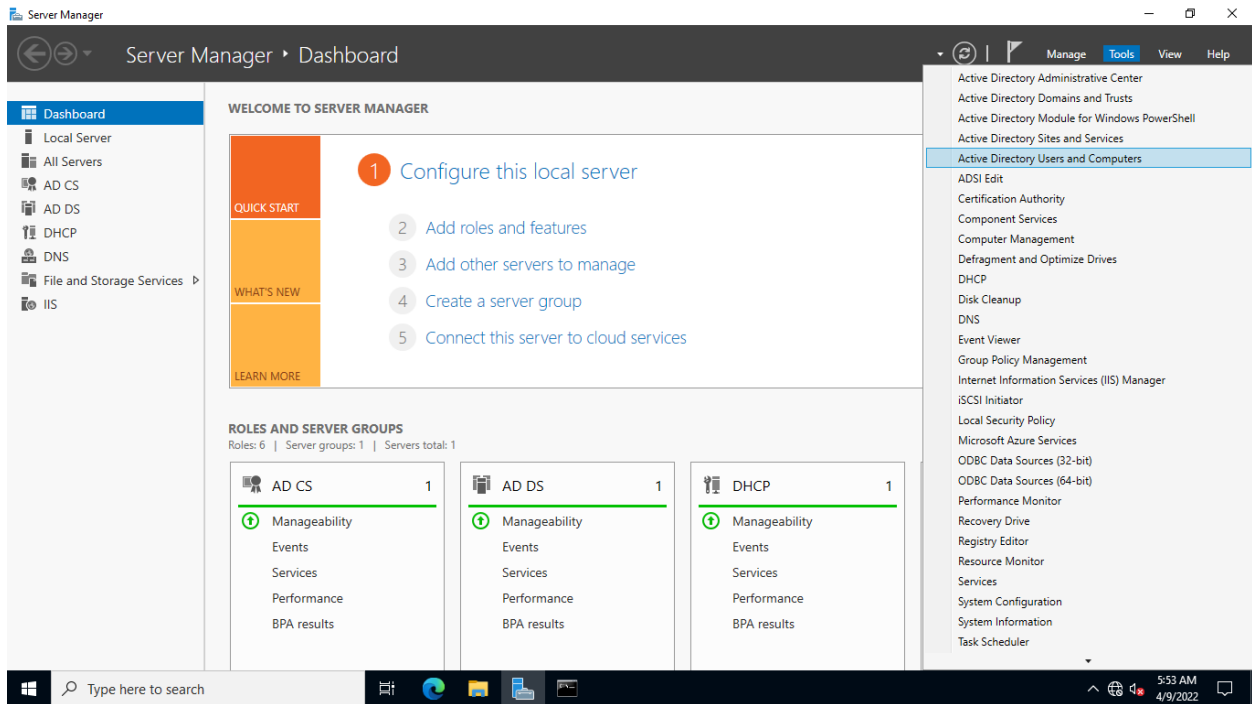 Server Manager
Server Manager ‣ Dashboard
Manage Tools View Help
Dashboard
Local Server
All Servers
AD CS
AD DS
DHCP
DNS
File and Storage Services
IIS
WELCOME TO SERVER MANAGER
QUICK START
WHAT'S NEW
LEARN MORE
1 Configure this local server
2 Add roles and features
3 Add other servers to manage
4 Create a server group
5 Connect this server to cloud services
ROLES AND SERVER GROUPS
Roles: 6 | Server groups: 1 | Servers total: 1
AD CS 1
Manageability
Events
Services
Performance
BPA results
AD DS 1
Manageability
Events
Services
Performance
BPA results
DHCP 1
Manageability
Events
Services
Performance
BPA results
Active Directory Administrative Center
Active Directory Domains and Trusts
Active Directory Module for Windows PowerShell
Active Directory Sites and Services
Active Directory Users and Computers
ADSI Edit
Certification Authority
Component Services
Computer Management
Defragment and Optimize Drives
DHCP
Disk Cleanup
DNS
Event Viewer
Group Policy Management
Internet Information Services (IIS) Manager
iSCSI Initiator
Local Security Policy
Microsoft Azure Services
ODBC Data Sources (32-bit)
ODBC Data Sources (64-bit)
Performance Monitor
Recovery Drive
Registry Editor
Resource Monitor
Services
System Configuration
System Information
Task Scheduler
Type here to search
5:53 AM
4/9/2022